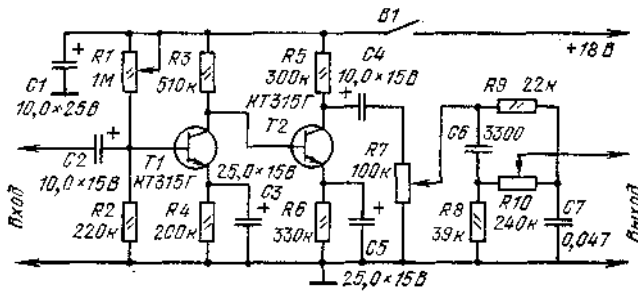 В1
+18 В
R1
1М
R3
510к
R5
300к
C4
10,0×15В
C1
10,0×25В
КТ315Г
R9 22к
C6
3300
T2
R7
100к
C2
10,0×15В
T1
КТ315Г
25,0×15В
C3
R10
240к
C7
0,047
Вход
R2
220к
R4
200к
R6
330к
C5
25,0×15В
R8
39к
Выход